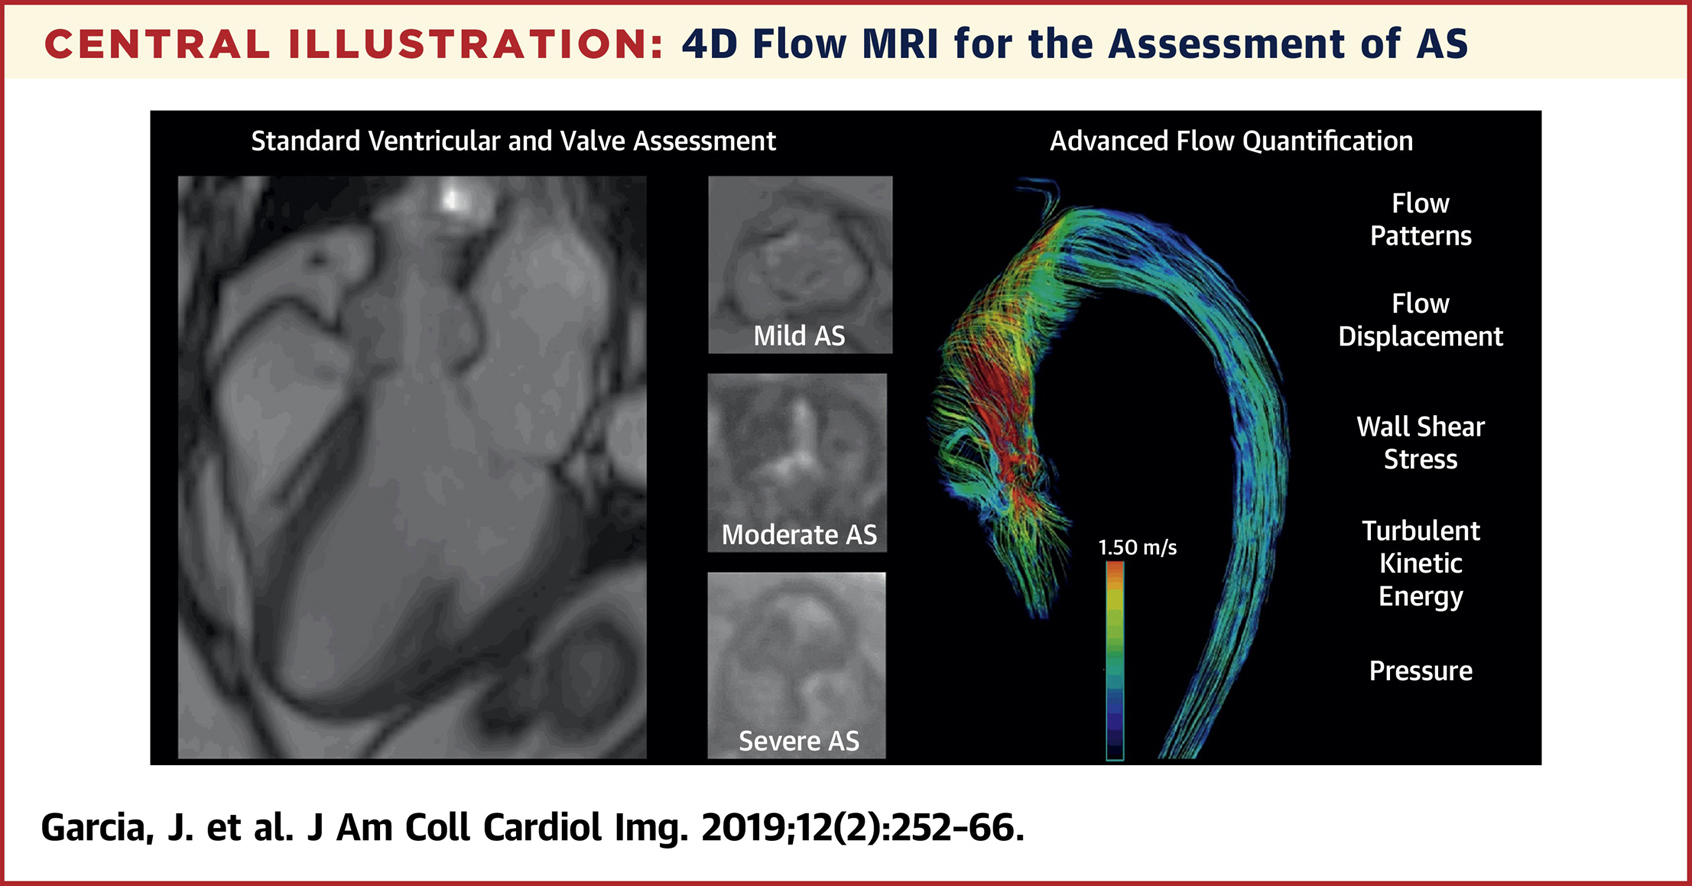 CENTRAL ILLUSTRATION: 4D Flow MRI for the Assessment of AS
Standard Ventricular and Valve Assessment
Mild AS
Moderate AS
Severe AS
Advanced Flow Quantification
1.50 m/s
Flow
Patterns
Flow
Displacement
Wall Shear
Stress
Turbulent
Kinetic
Energy
Pressure
Garcia, J. et al. J Am Coll Cardiol Img. 2019;12(2):252–66.